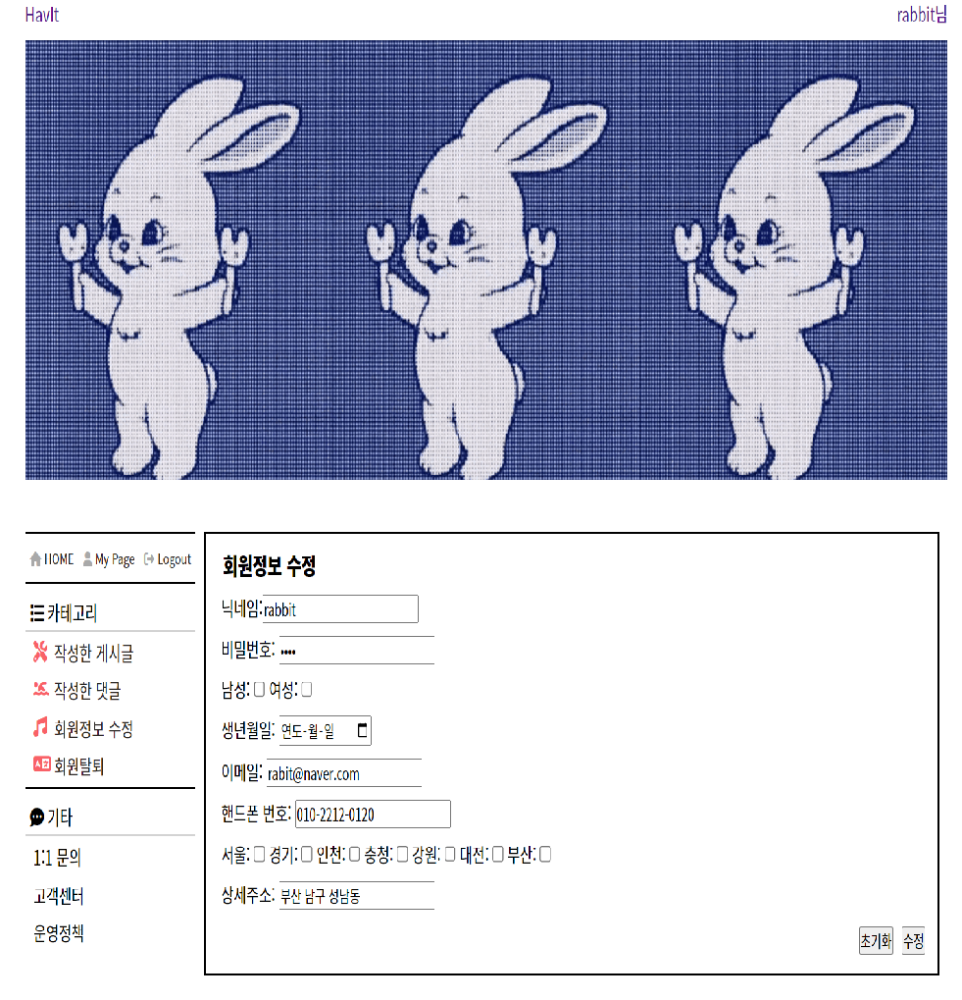 HavIt
rabbit님
HOME My Page Logout
카테고리
작성한 게시글
작성한 댓글
회원정보 수정
회원탈퇴
기타
1:1 문의
고객센터
운영정책
회원정보 수정
닉네임: rabbit
비밀번호: ••••
남성: 여성:
생년월일: 연도-월-일
이메일: rabit@naver.com
핸드폰 번호: 010-2212-0120
서울: 경기: 인천: 충청: 강원: 대전: 부산:
상세주소: 부산 남구 성남동
초기화 수정